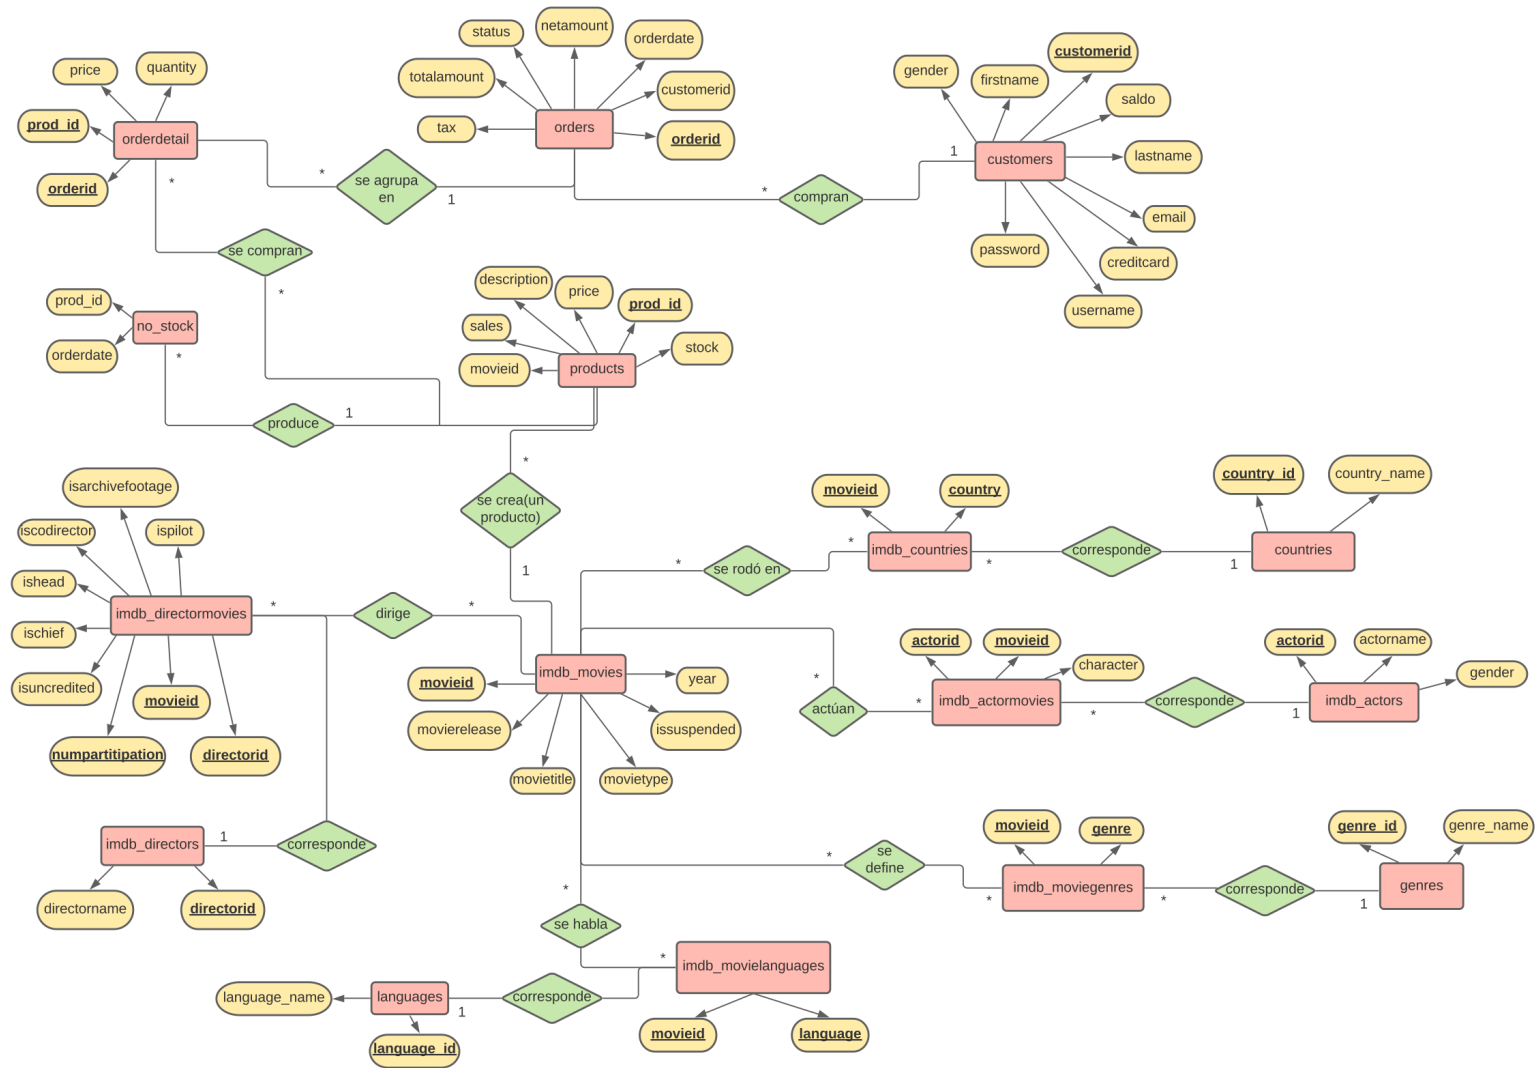 netamount
status
orderdate
customerid
gender
firstname
quantity
price
totalamount
customerid
saldo
prod_id
orderdetail
tax
orders
orderid
1
customers
lastname
*
*
orderid
se agrupa
en
1
*
compran
email
se compran
password
creditcard
*
description
price
prod_id
username
prod_id
no_stock
sales
orderdate
*
stock
movieid
products
produce
1
*
isarchivefootage
se crea(un
producto)
movieid
country
country_id
country_name
iscodirector
ispilot
*
imdb_countries
*
corresponde
1
countries
1
*
se rodó en
ishead
imdb_directormovies
*
dirige
*
ischief
actorid
movieid
actorid
actorname
imdb_movies
character
gender
movieid
year
*
isuncredited
movieid
imdb_actormovies
*
corresponde
1
imdb_actors
actúan
*
movierelease
issuspended
numpartitipation
directorid
movietitle
movietype
movieid
genre
genre_id
genre_name
imdb_directors
1
corresponde
*
se
define
*
imdb_moviegenres
*
corresponde
1
genres
directorname
directorid
*
se habla
*
imdb_movielanguages
language_name
languages
1
corresponde
movieid
language
language_id